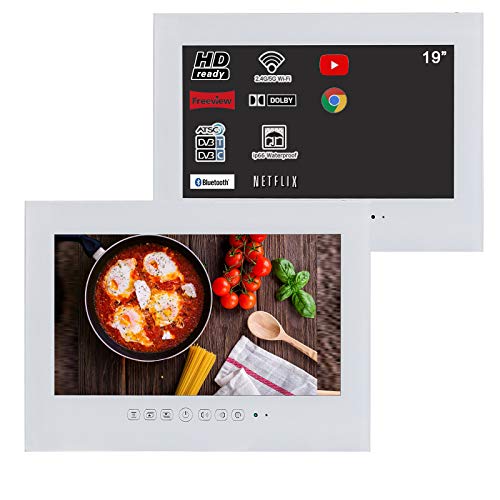 HD ready
2.4G/5G Wi-Fi
19"
Freeview
DOLBY
ATSC
DVB T
DVB C
ip66 Waterproof
Bluetooth®
NETFLIX